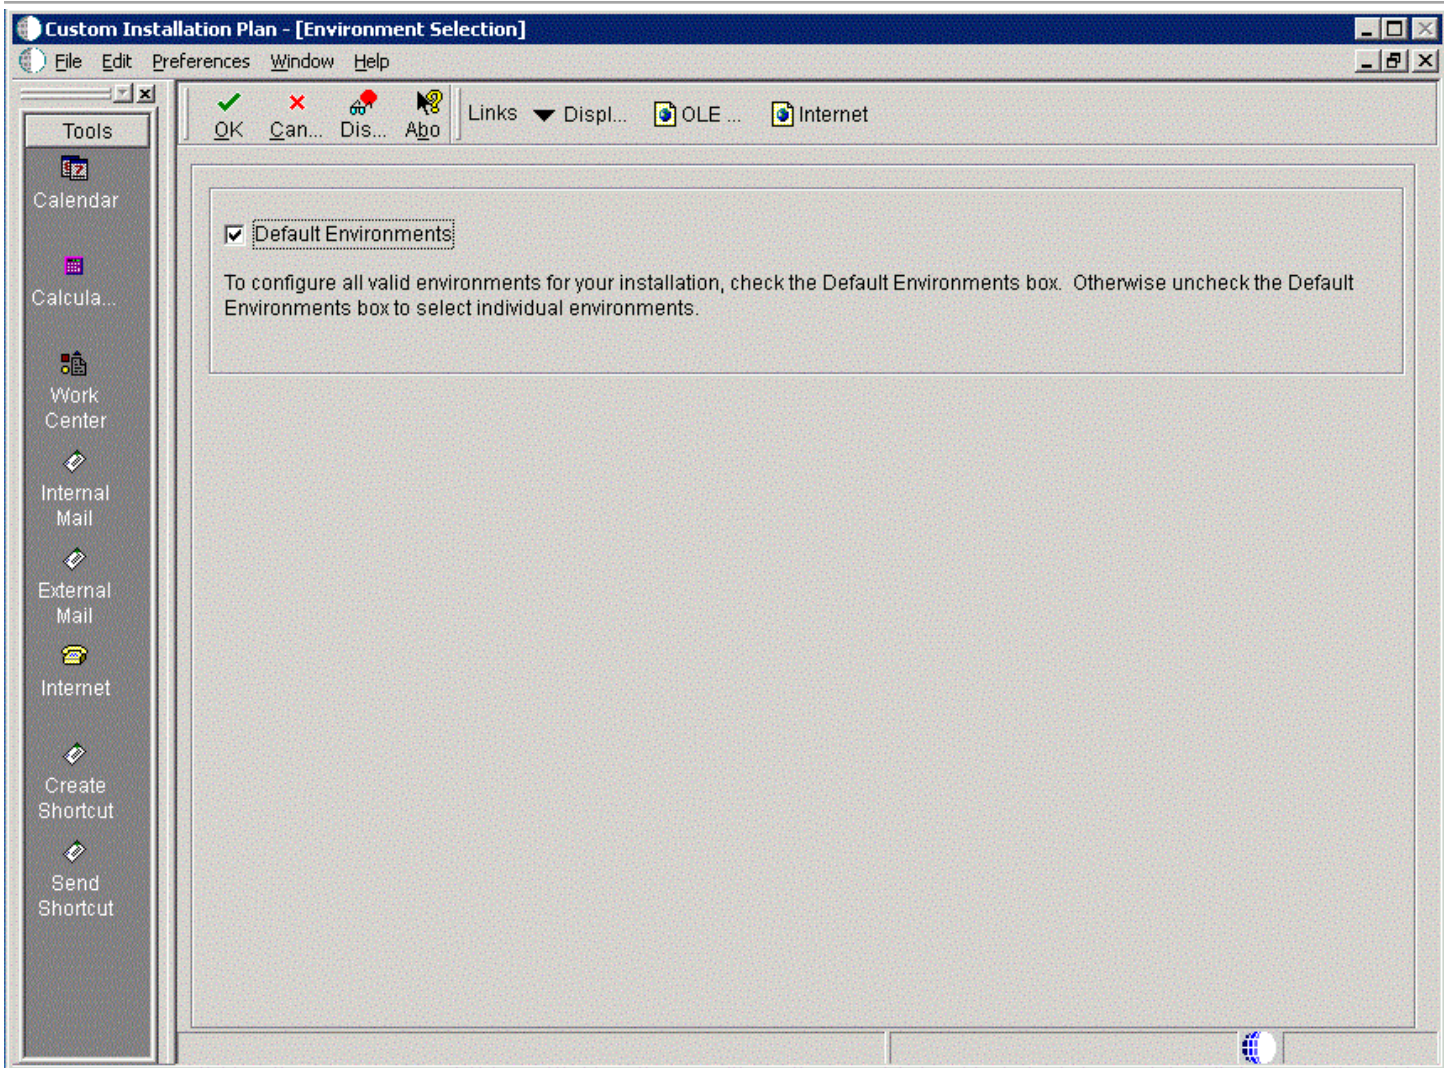 Custom Installation Plan - [Environment Selection]
File Edit Preferences Window Help
Tools
OK Can... Dis... Abo
Links Displ... OLE ... Internet
Calendar
Calcula...
Work
Center
Internal
Mail
External
Mail
Internet
Create
Shortcut
Send
Shortcut
Default Environments
To configure all valid environments for your installation, check the Default Environments box. Otherwise uncheck the Default
Environments box to select individual environments.